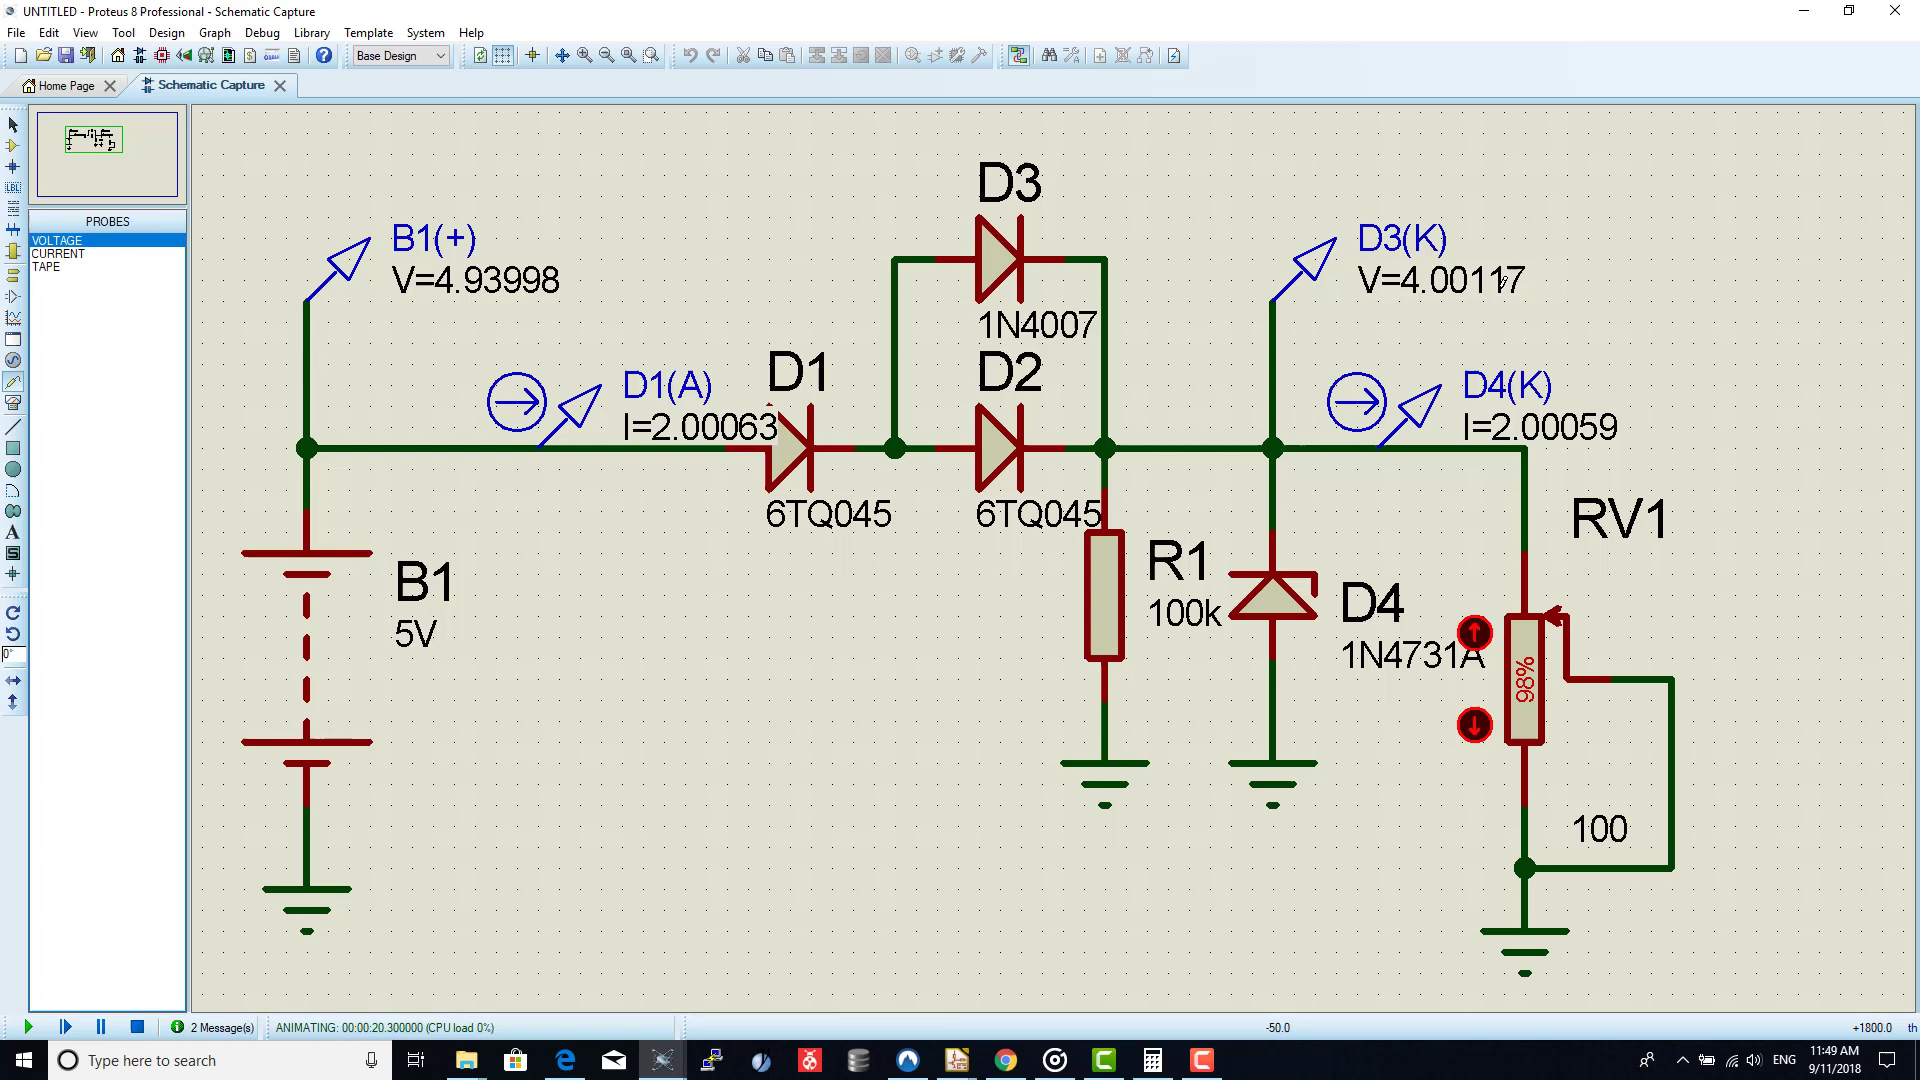 UNTITLED - Proteus 8 Professional - Schematic Capture
File Edit View Tool Design Graph Debug Library Template System Help
Base Design
Home Page
Schematic Capture
PROBES
VOLTAGE
CURRENT
TAPE
LBL
A
S
0°
D3
1N4007
B1(+)
V=4.93998
D3(K)
V=4.00117
D1(A)
I=2.00063
D1
6TQ045
D2
6TQ045
D4(K)
I=2.00059
RV1
B1
5V
R1
100k
D4
1N4731A
98%
100
2 Message(s)
ANIMATING: 00:00:20.300000 (CPU load 0%)
-50.0
+1800.0
th
Type here to search
ENG
11:49 AM
9/11/2018